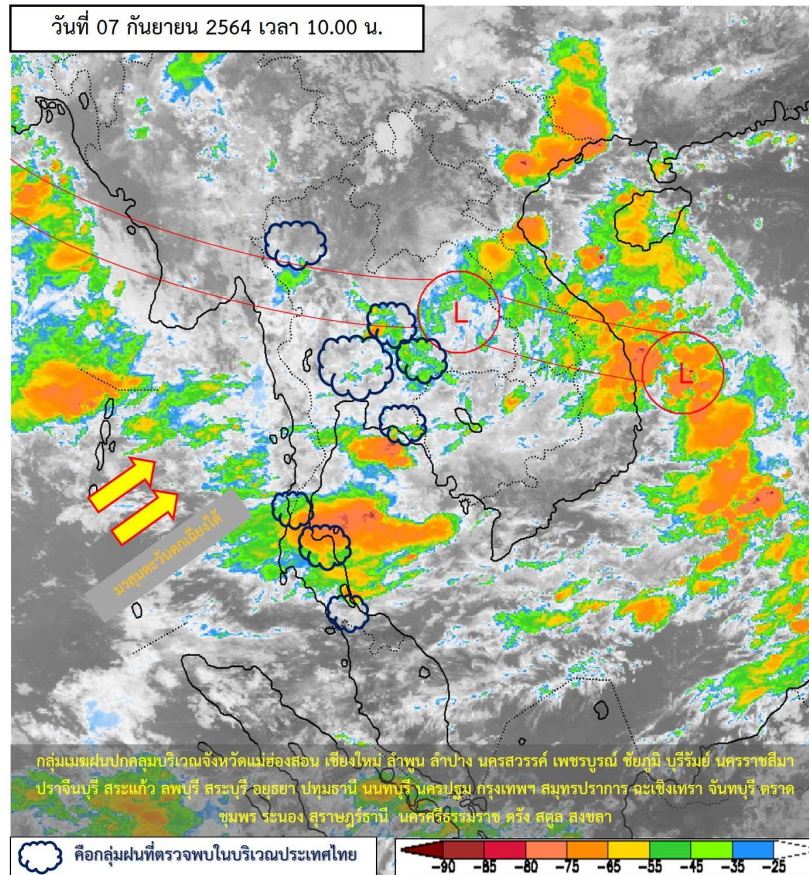 วันที่ 07 กันยายน 2564 เวลา 10.00 น.
L
L
มรสุมตะวันตกเฉียงใต้
กลุ่มเมฆฝนปกคลุมบริเวณจังหวัดแม่ฮ่องสอน เชียงใหม่ ลำพูน ลำปาง นครสวรรค์ เพชรบูรณ์ ชัยภูมิ บุรีรัมย์ นครราชสีมา
ปราจีนบุรี สระแก้ว ลพบุรี สระบุรี อยุธยา ปทุมธานี นนทบุรี นครปฐม กรุงเทพฯ สมุทรปราการ ฉะเชิงเทรา จันทบุรี ตราด
ชุมพร ระนอง สุราษฎร์ธานี นครศรีธรรมราช ตรัง สตูล สงขลา
คือกลุ่มฝนที่ตรวจพบในบริเวณประเทศไทย
-90 -85 -80 -75 -65 -55 -45 -35 -25